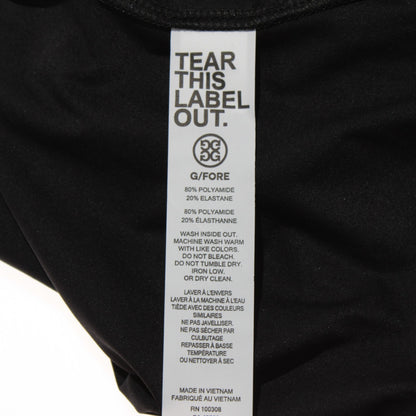 TEAR
THIS
LABEL
OUT.
G/FORE
80% POLYAMIDE
20% ELASTANE
80% POLYAMIDE
20% ÉLASTHANNE
WASH INSIDE OUT.
MACHINE WASH WARM
WITH LIKE COLORS.
DO NOT BLEACH.
DO NOT TUMBLE DRY.
IRON LOW.
OR DRY CLEAN.
LAVER À L'ENVERS
LAVER À LA MACHINE À L'EAU
TIÈDE AVEC DES COULEURS
SIMILAIRES
NE PAS JAVELLISER.
NE PAS SÉCHER PAR
CULBUTAGE
REPASSER À BASSE
TEMPÉRATURE
OU NETTOYER À SEC
MADE IN VIETNAM
FABRIQUÉ AU VIETNAM
RN 100308